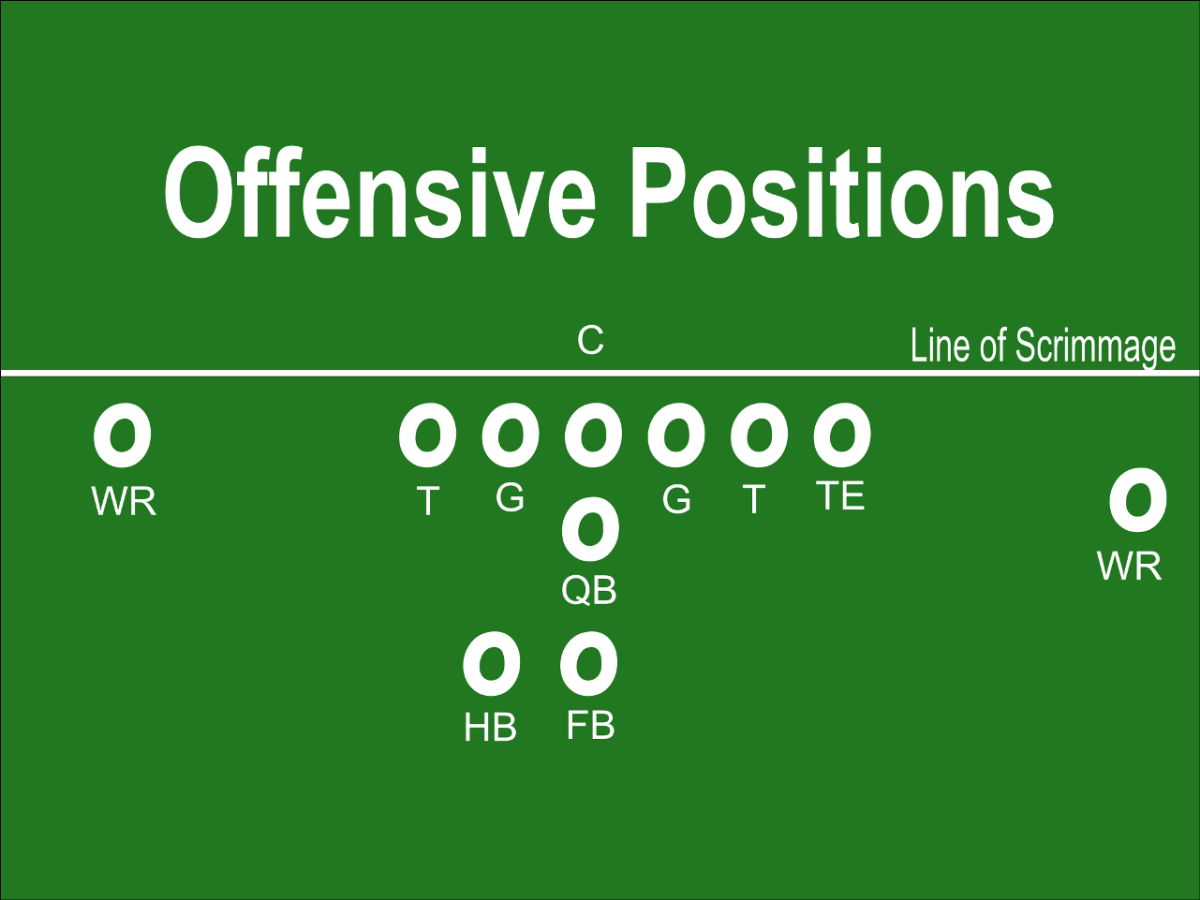 Offensive Positions
C
Line of Scrimmage
O O O O O O O
WR T G G T TE
O
WR
O
QB
O O
HB FB